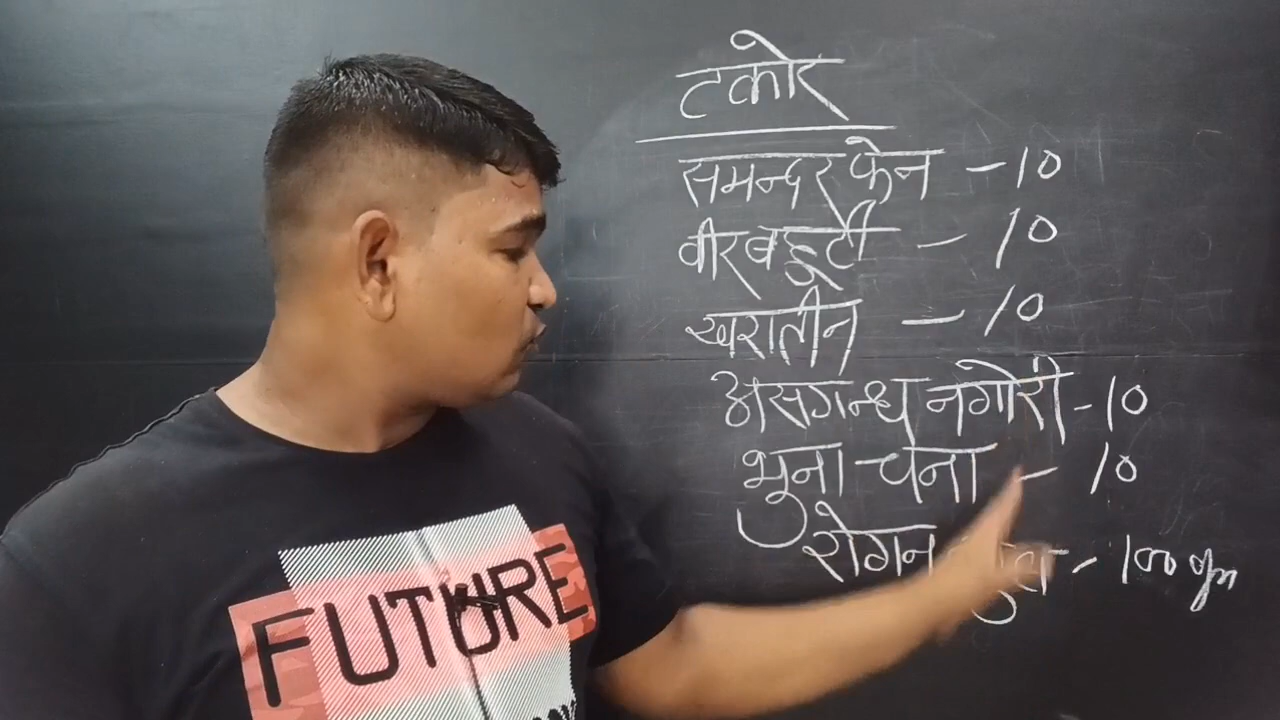 टकोर
समन्दर फेन - 10
वीरबहूटी - 10
खरातीन - 10
असगन्ध नगोरी - 10
भूना चना - 10
रोगन - 100 gm
FUTURE